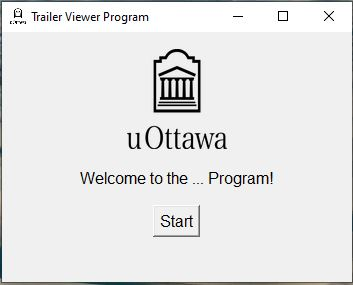 Trailer Viewer Program
uOttawa
Welcome to the ... Program!
Start